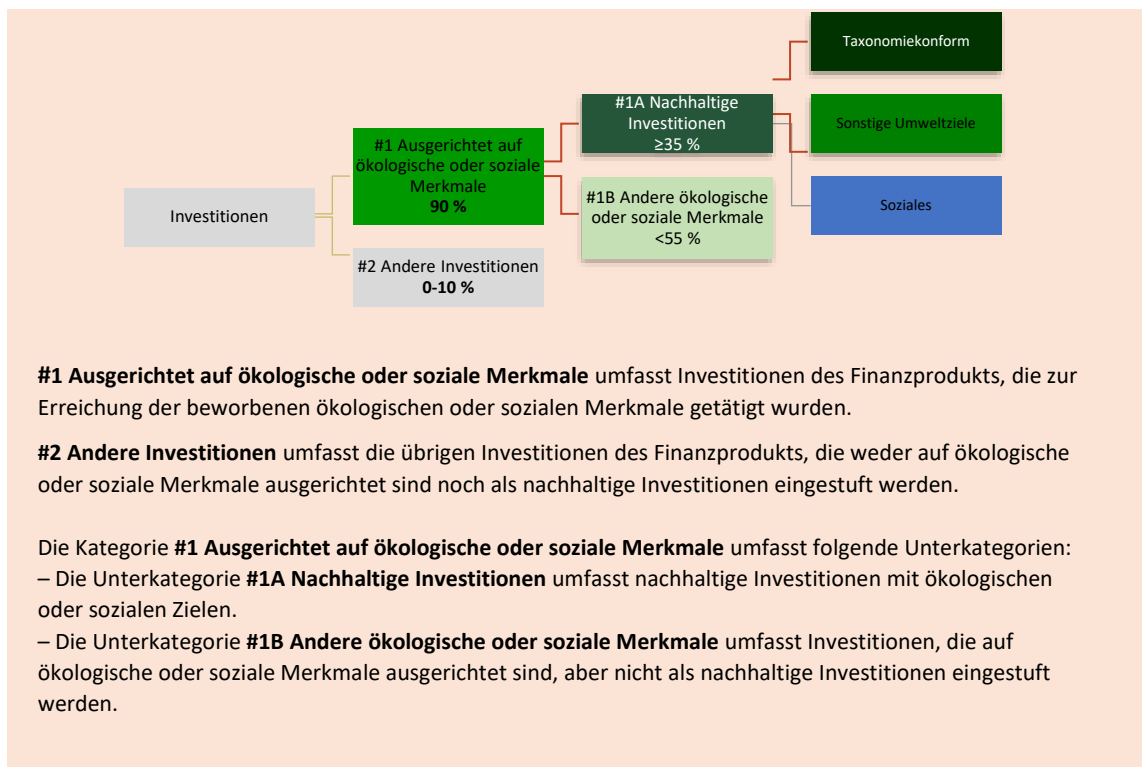 Taxonomiekonform
#1A Nachhaltige
Investitionen
≥35 %
Sonstige Umweltziele
#1 Ausgerichtet auf
ökologische oder soziale
Merkmale
90 %
#1B Andere ökologische
oder soziale Merkmale
<55 %
Soziales
Investitionen
#2 Andere Investitionen
0-10 %
#1 Ausgerichtet auf ökologische oder soziale Merkmale umfasst Investitionen des Finanzprodukts, die zur
Erreichung der beworbenen ökologischen oder sozialen Merkmale getätigt wurden.
#2 Andere Investitionen umfasst die übrigen Investitionen des Finanzprodukts, die weder auf ökologische
oder soziale Merkmale ausgerichtet sind noch als nachhaltige Investitionen eingestuft werden.
Die Kategorie #1 Ausgerichtet auf ökologische oder soziale Merkmale umfasst folgende Unterkategorien:
– Die Unterkategorie #1A Nachhaltige Investitionen umfasst nachhaltige Investitionen mit ökologischen
oder sozialen Zielen.
– Die Unterkategorie #1B Andere ökologische oder soziale Merkmale umfasst Investitionen, die auf
ökologische oder soziale Merkmale ausgerichtet sind, aber nicht als nachhaltige Investitionen eingestuft
werden.